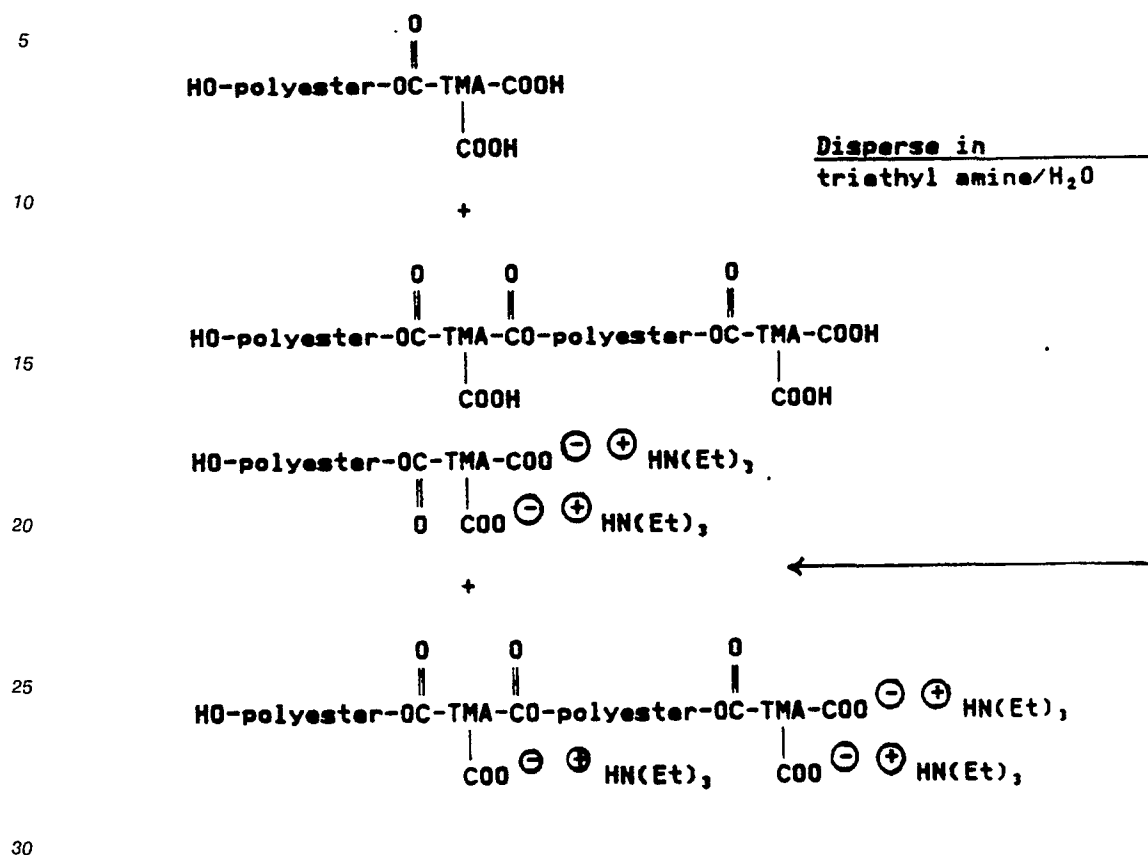 O
5
HO-polyester-OC-TMA-COOH
COOH
Disperse in
triethyl amine/H₂O
10
+
O O O
HO-polyester-OC-TMA-CO-polyester-OC-TMA-COOH
15
COOH COOH
HO-polyester-OC-TMA-COO ⊖ ⊕ HN(Et)₃
20
O COO ⊖ ⊕ HN(Et)₃
+
O O O
25
HO-polyester-OC-TMA-CO-polyester-OC-TMA-COO ⊖ ⊕ HN(Et)₃
COO ⊖ ⊕ HN(Et)₃ COO ⊖ ⊕ HN(Et)₃
30